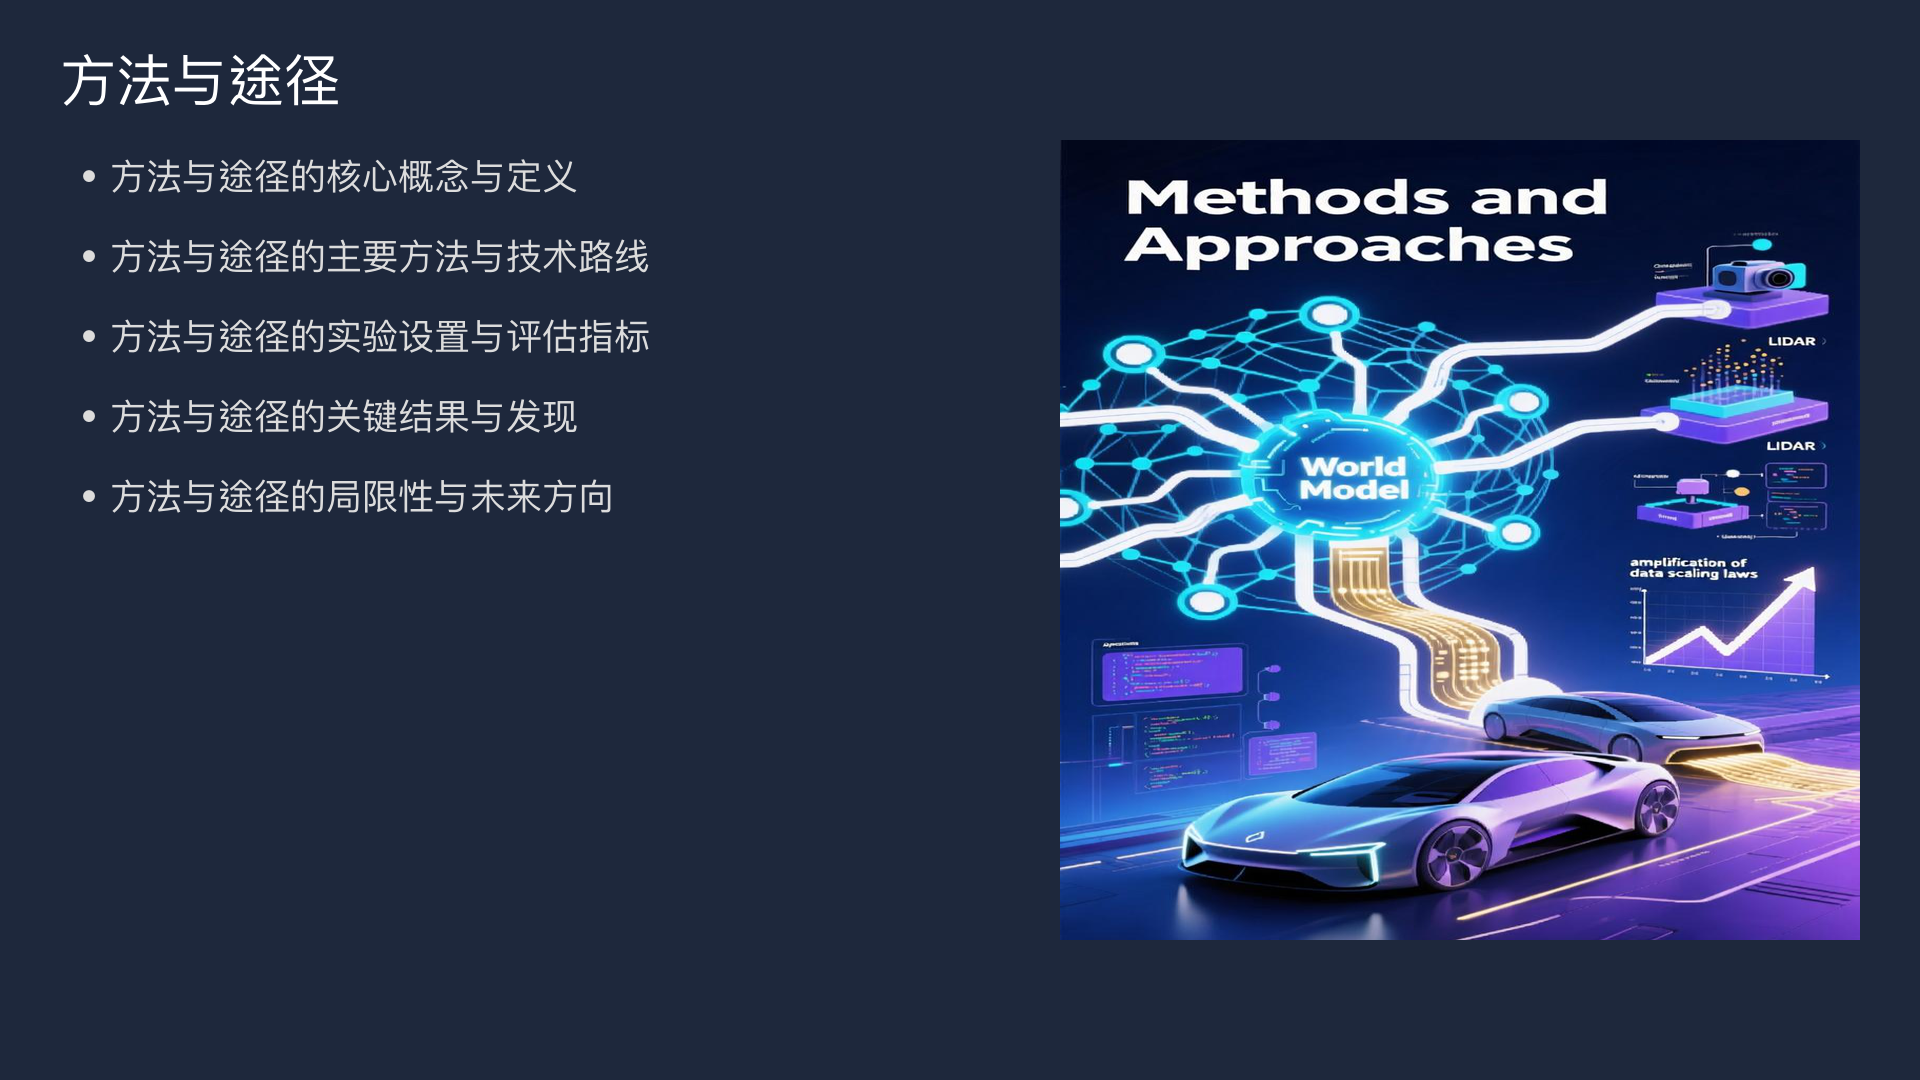 方法与途径
方法与途径的核心概念与定义
方法与途径的主要方法与技术路线
方法与途径的实验设置与评估指标
方法与途径的关键结果与发现
方法与途径的局限性与未来方向
Methods and
Approaches
LIDAR
LIDAR
World
Model
amplification of
data scaling laws